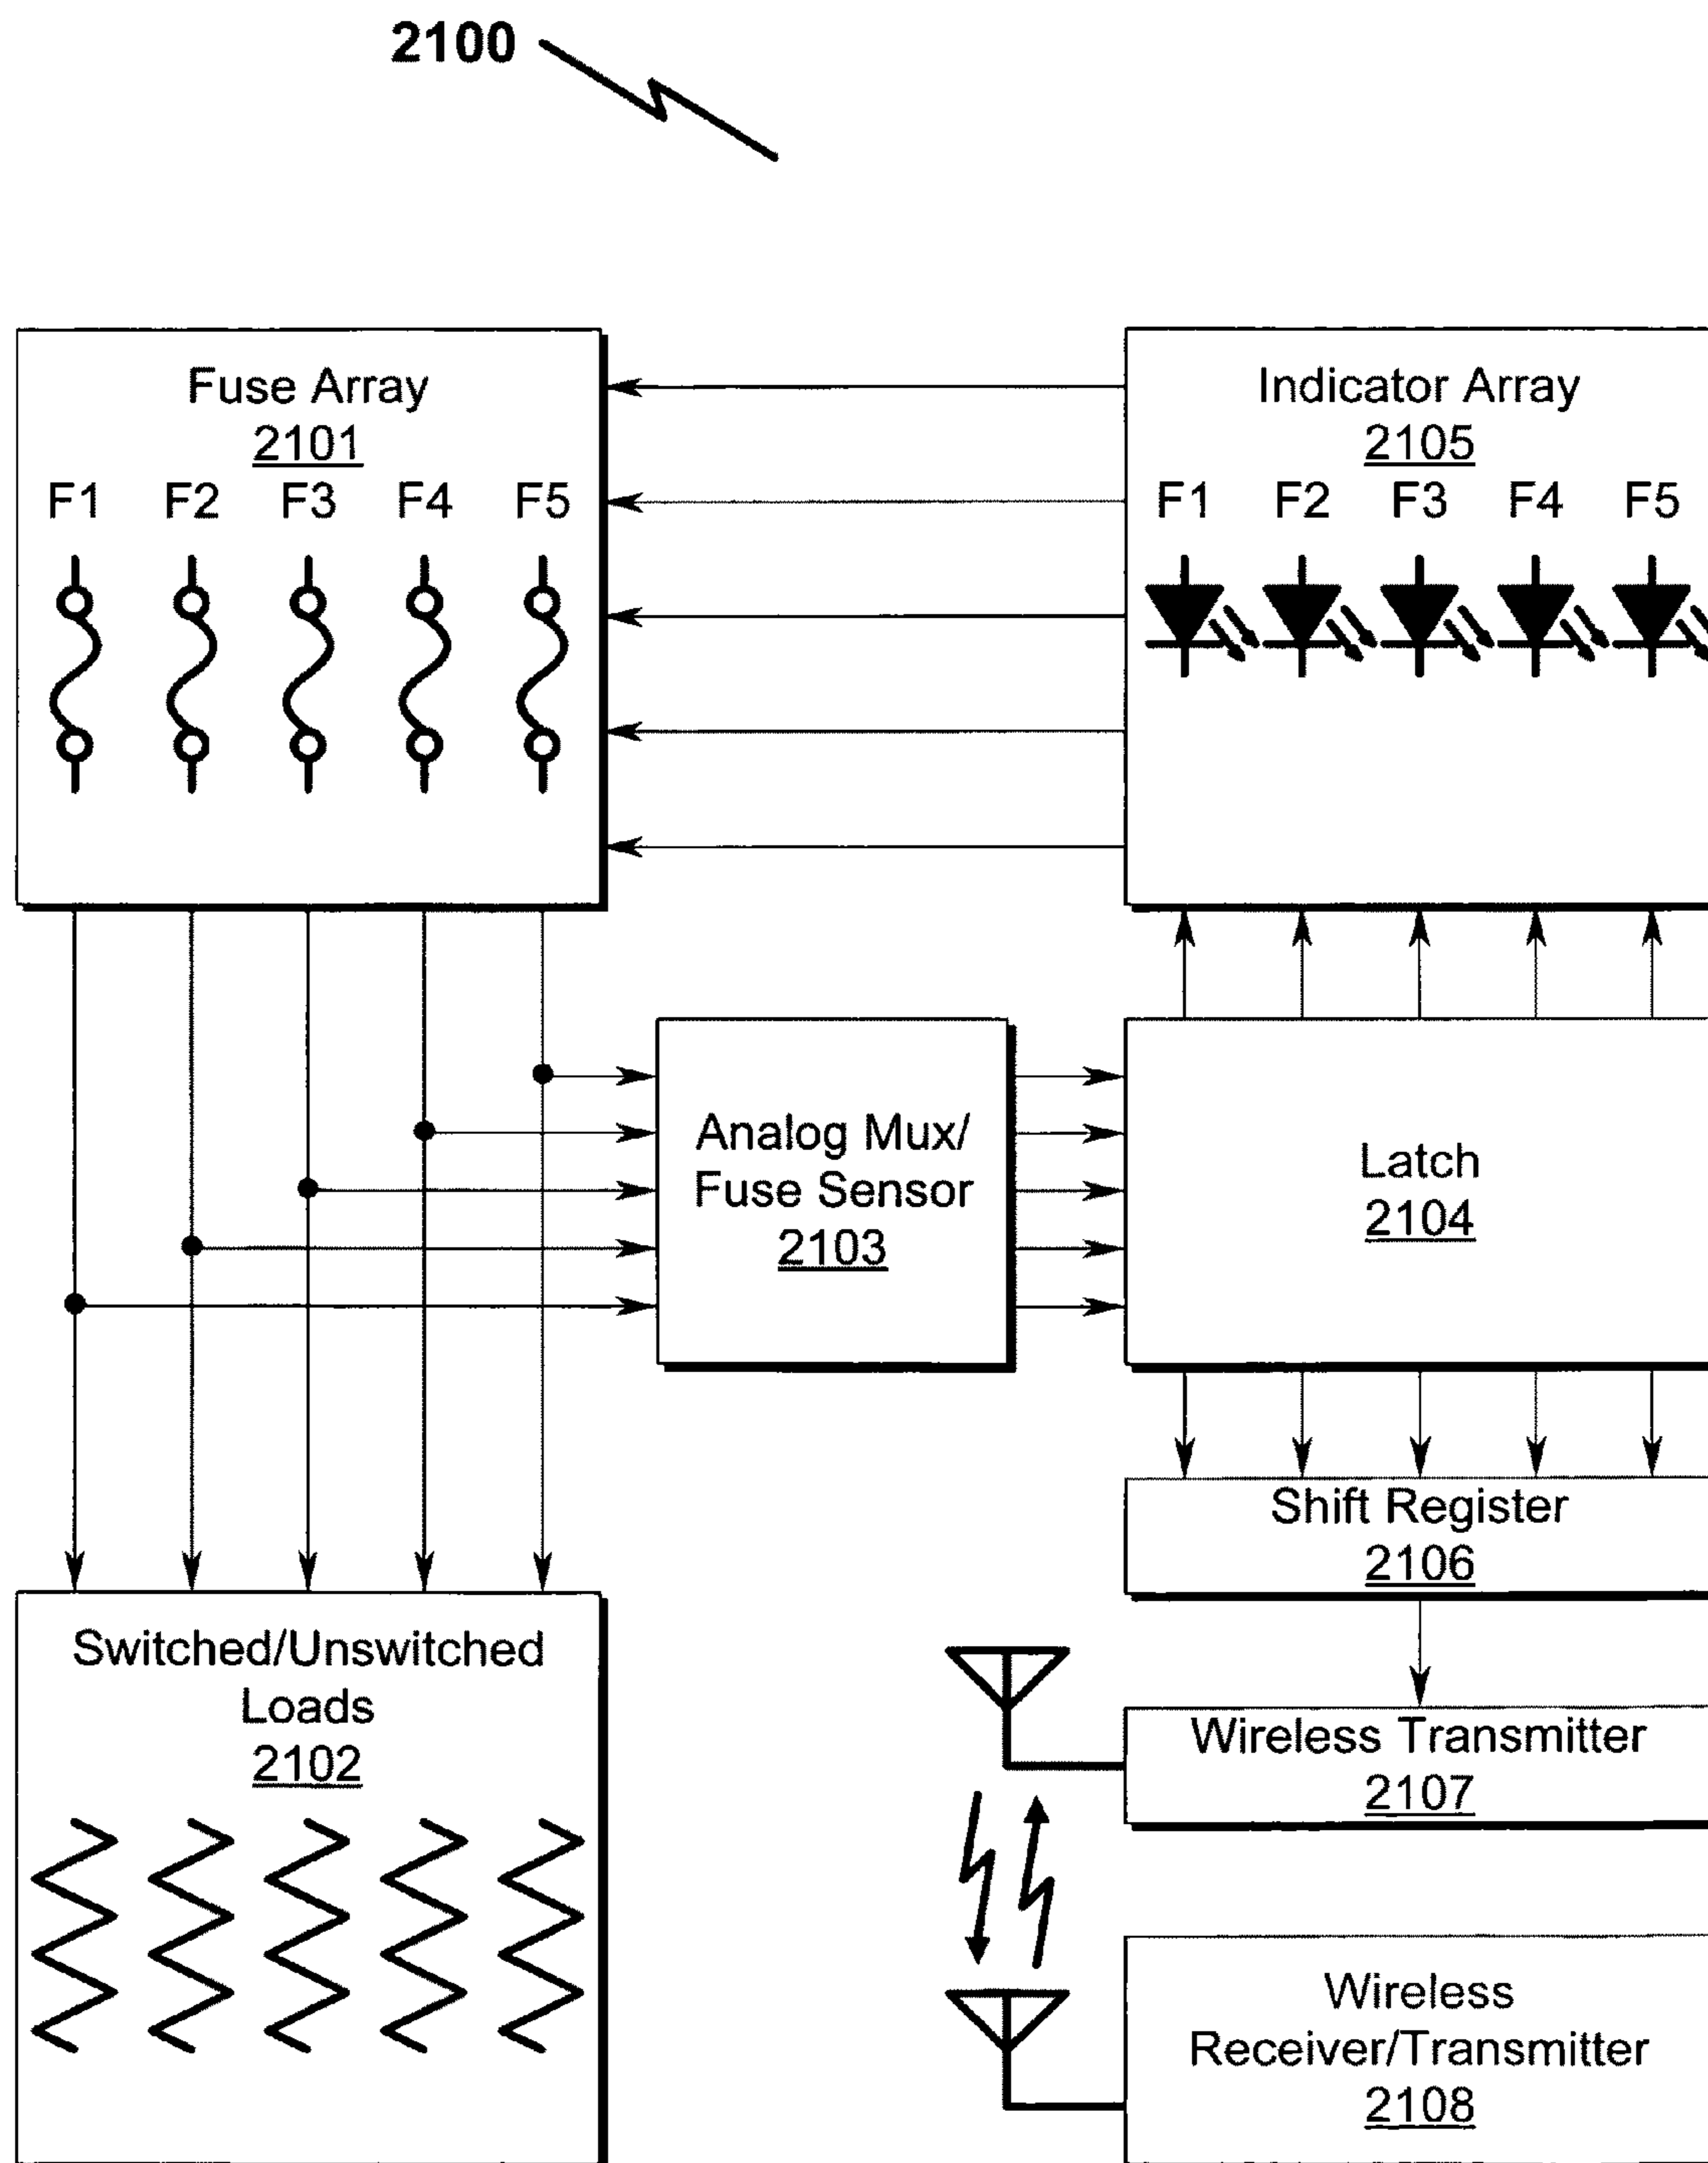 2100
Fuse Array
2101
F1 F2 F3 F4 F5
Indicator Array
2105
F1 F2 F3 F4 F5
Analog Mux/
Fuse Sensor
2103
Latch
2104
Shift Register
2106
Switched/Unswitched
Loads
2102
Wireless Transmitter
2107
Wireless
Receiver/Transmitter
2108